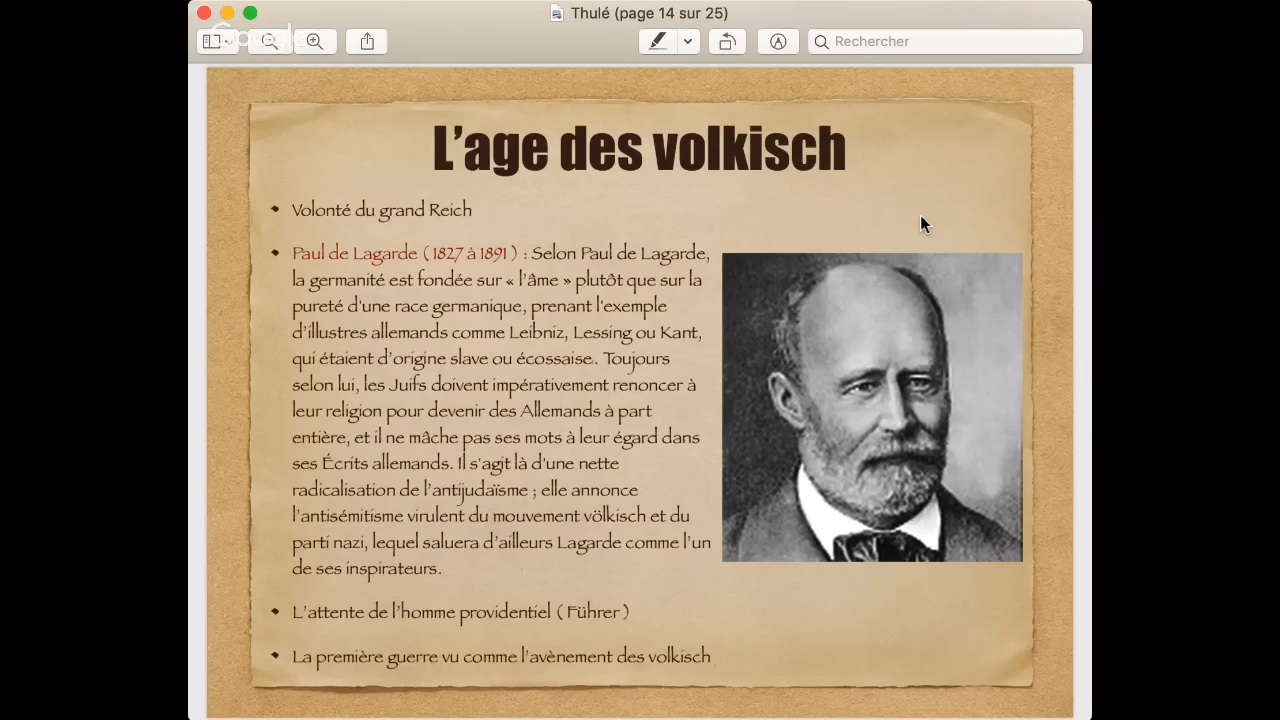 Thulé (page 14 sur 25)
Google
Rechercher
L'age des volkisch
• Volonté du grand Reich
• Paul de Lagarde ( 1827 à 1891 ) : Selon Paul de Lagarde,
la germanité est fondée sur « l'âme » plutôt que sur la
pureté d'une race germanique, prenant l'exemple
d'illustres allemands comme Leibniz, Lessing ou Kant,
qui étaient d'origine slave ou écossaise. Toujours
selon lui, les Juifs doivent impérativement renoncer à
leur religion pour devenir des Allemands à part
entière, et il ne mâche pas ses mots à leur égard dans
ses Écrits allemands. Il s'agit là d'une nette
radicalisation de l'antijudaïsme ; elle annonce
l'antisémitisme virulent du mouvement völkisch et du
parti nazi, lequel saluera d'ailleurs Lagarde comme l'un
de ses inspirateurs.
• L'attente de l'homme providentiel ( Führer )
• La première guerre vu comme l'avènement des volkisch